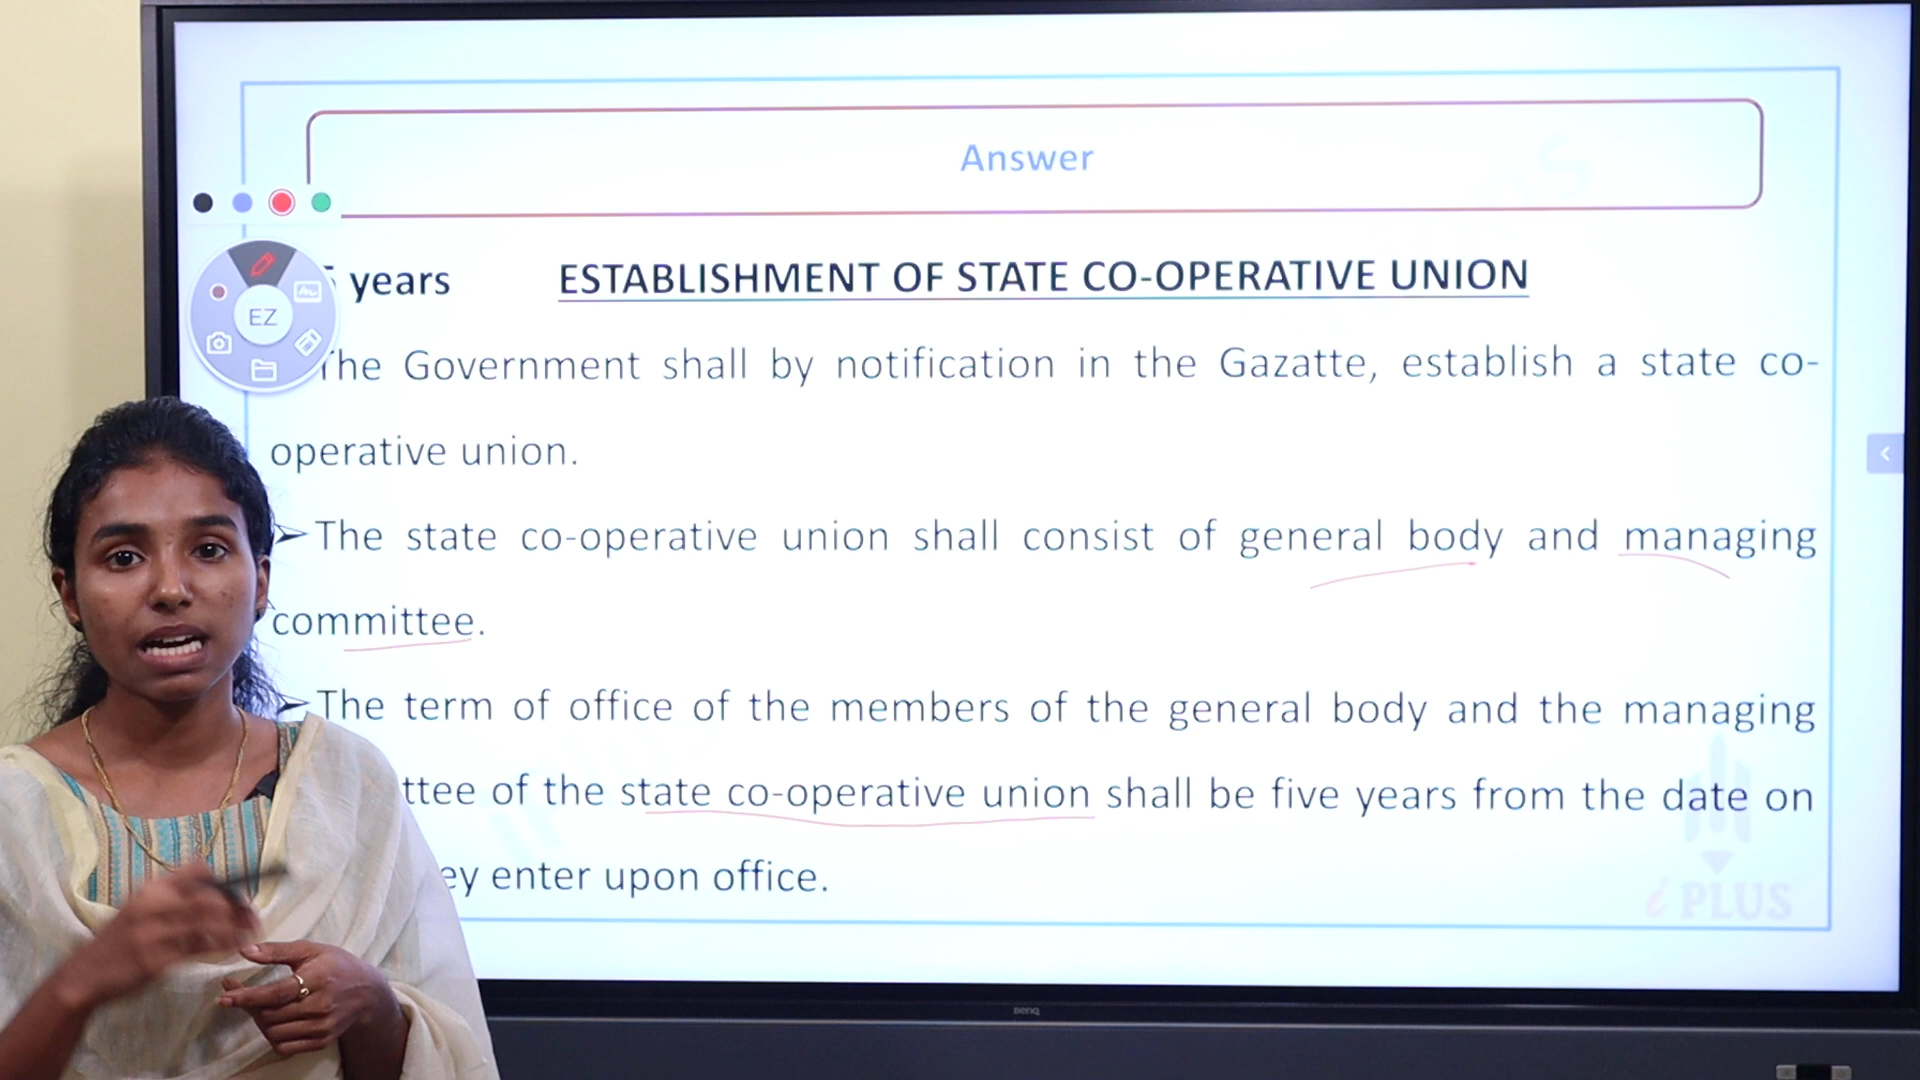 Answer
years ESTABLISHMENT OF STATE CO-OPERATIVE UNION
EZ
The Government shall by notification in the Gazatte, establish a state co-
operative union.
➢The state co-operative union shall consist of general body and managing
committee.
➢The term of office of the members of the general body and the managing
of the state co-operative union shall be five years from the date on
enter upon office.
i PLUS
BenQ